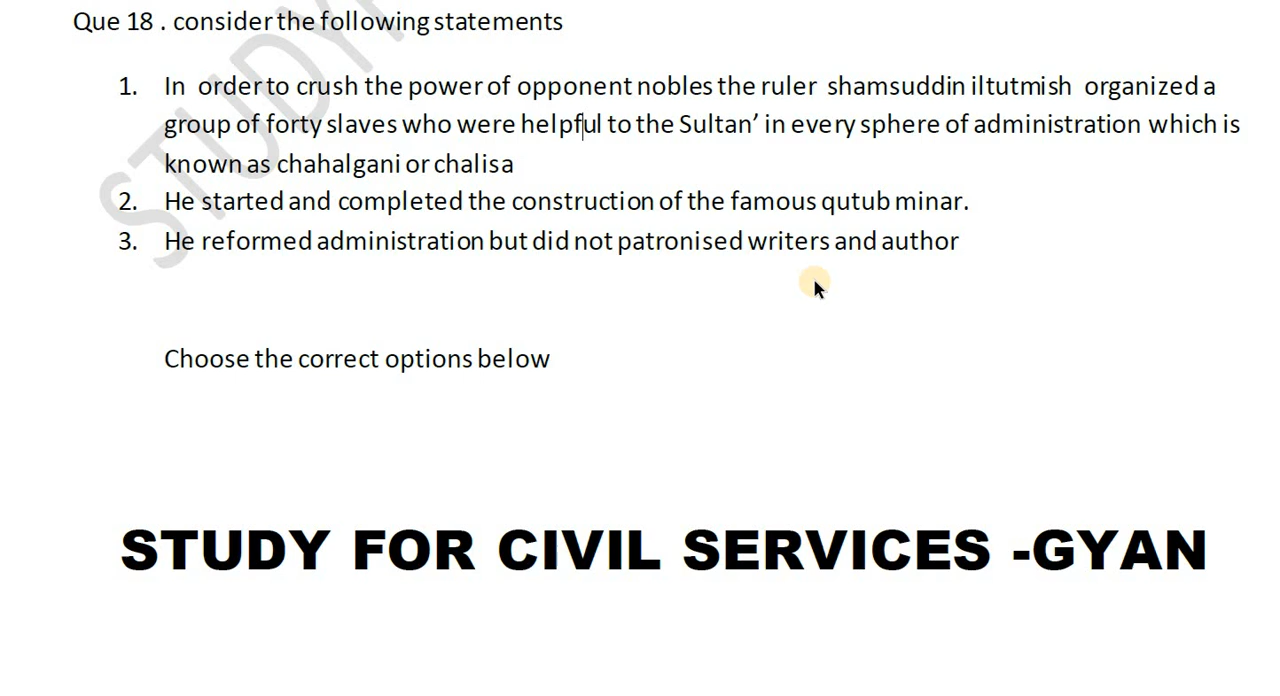 Que 18 . consider the following statements
1. In order to crush the power of opponent nobles the ruler shamsuddin iltutmish organized a
group of forty slaves who were helpful to the Sultan’ in every sphere of administration which is
known as chahalgani or chalisa
2. He started and completed the construction of the famous qutub minar.
3. He reformed administration but did not patronised writers and author
Choose the correct options below
STUDY FOR CIVIL SERVICES -GYAN